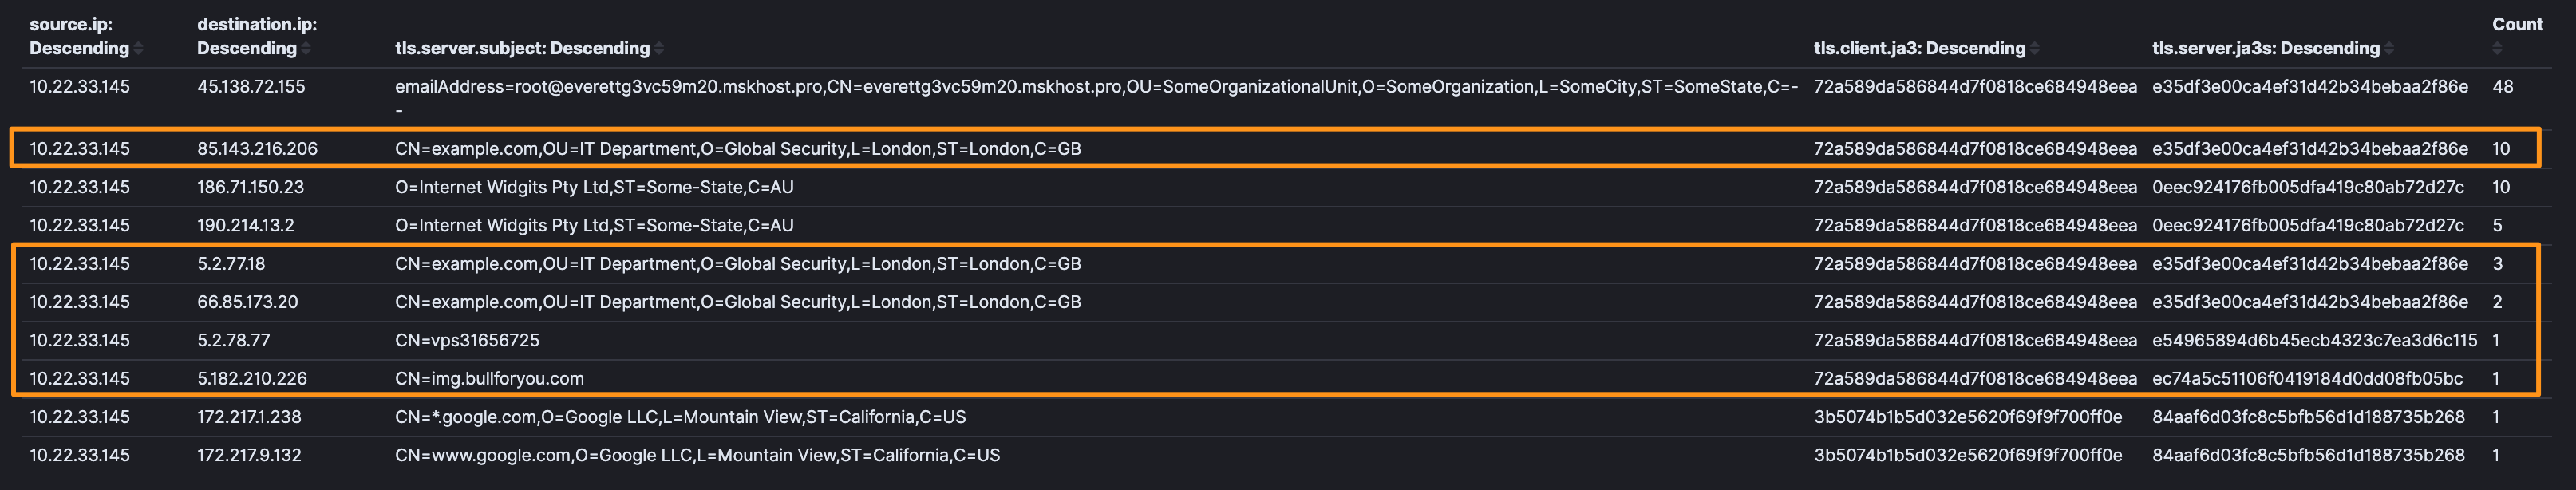 source.ip: Descending destination.ip: Descending tls.server.subject: Descending tls.client.ja3: Descending tls.server.ja3s: Descending Count
10.22.33.145 45.138.72.155 emailAddress=root@everettg3vc59m20.mskhost.pro,CN=everettg3vc59m20.mskhost.pro,OU=SomeOrganizationalUnit,O=SomeOrganization,L=SomeCity,ST=SomeState,C=-- 72a589da586844d7f0818ce684948eea e35df3e00ca4ef31d42b34bebaa2f86e 48
10.22.33.145 85.143.216.206 CN=example.com,OU=IT Department,O=Global Security,L=London,ST=London,C=GB 72a589da586844d7f0818ce684948eea e35df3e00ca4ef31d42b34bebaa2f86e 10
10.22.33.145 186.71.150.23 O=Internet Widgits Pty Ltd,ST=Some-State,C=AU 72a589da586844d7f0818ce684948eea 0eec924176fb005dfa419c80ab72d27c 10
10.22.33.145 190.214.13.2 O=Internet Widgits Pty Ltd,ST=Some-State,C=AU 72a589da586844d7f0818ce684948eea 0eec924176fb005dfa419c80ab72d27c 5
10.22.33.145 5.2.77.18 CN=example.com,OU=IT Department,O=Global Security,L=London,ST=London,C=GB 72a589da586844d7f0818ce684948eea e35df3e00ca4ef31d42b34bebaa2f86e 3
10.22.33.145 66.85.173.20 CN=example.com,OU=IT Department,O=Global Security,L=London,ST=London,C=GB 72a589da586844d7f0818ce684948eea e35df3e00ca4ef31d42b34bebaa2f86e 2
10.22.33.145 5.2.78.77 CN=vps31656725 72a589da586844d7f0818ce684948eea e54965894d6b45ecb4323c7ea3d6c115 1
10.22.33.145 5.182.210.226 CN=img.bullforyou.com 72a589da586844d7f0818ce684948eea ec74a5c51106f0419184d0dd08fb05bc 1
10.22.33.145 172.217.1.238 CN=*.google.com,O=Google LLC,L=Mountain View,ST=California,C=US 3b5074b1b5d032e5620f69f9f700ff0e 84aaf6d03fc8c5bfb56d1d188735b268 1
10.22.33.145 172.217.9.132 CN=www.google.com,O=Google LLC,L=Mountain View,ST=California,C=US 3b5074b1b5d032e5620f69f9f700ff0e 84aaf6d03fc8c5bfb56d1d188735b268 1